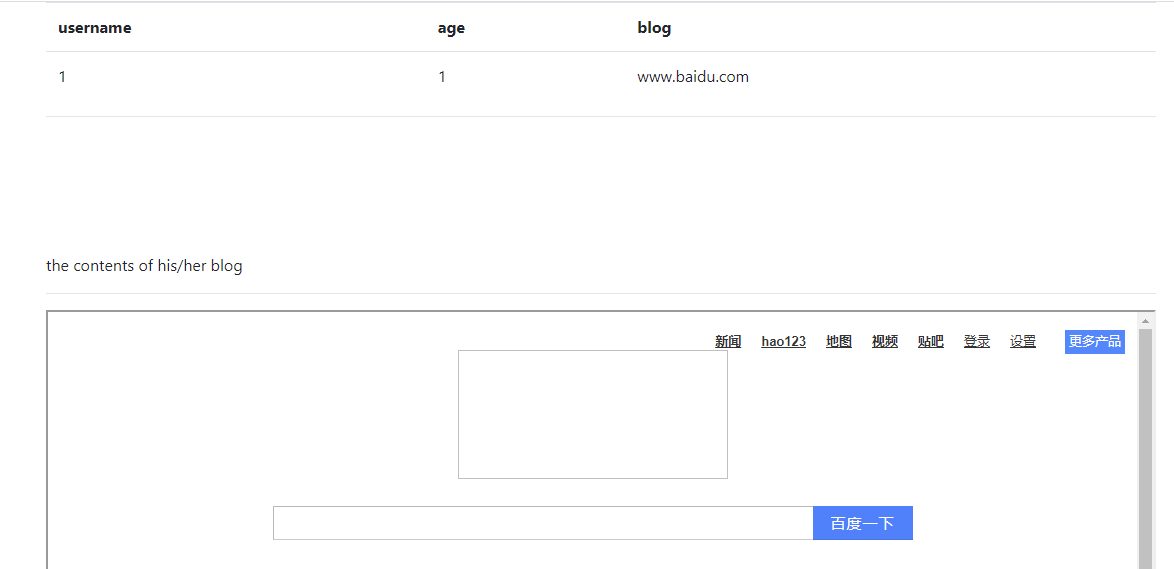 username age blog
1 1 www.baidu.com
the contents of his/her blog
新闻 hao123 地图 视频 贴吧 登录 设置 更多产品
百度一下